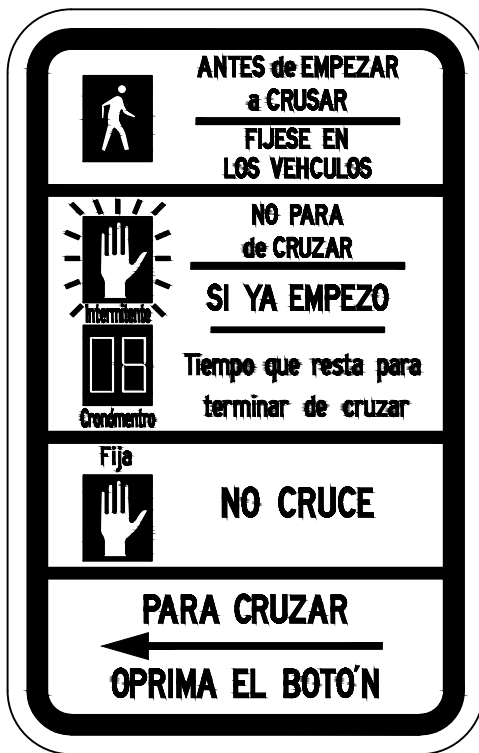 ANTES de EMPEZAR
a CRUSAR
FIJESE EN
LOS VEHCULOS
NO PARA
de CRUZAR
Intermitente
SI YA EMPEZO
Tiempo que resta para
terminar de cruzar
Cronómentro
Fija
NO CRUCE
PARA CRUZAR
OPRIMA EL BOTO'N